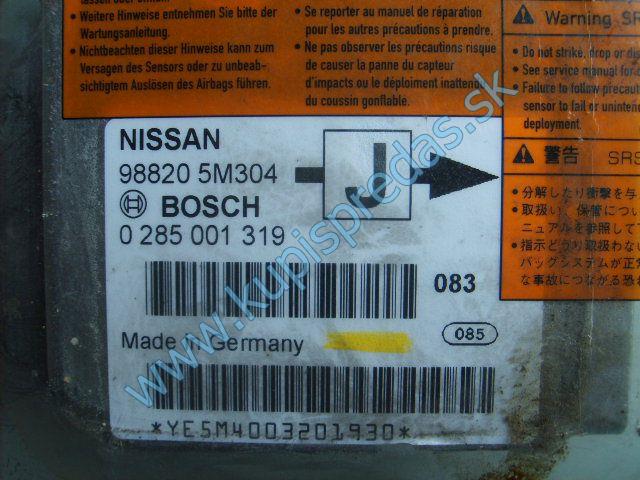 • Weitere Hinweise entnehmen Sie bitte der
Wartungsanleitung.
• Nichtbeachten dieser Hinweise kann zum
Versagen des Sensors oder zu unbeab-
sichtigtem Auslösen des Airbags führen.
• Se reporter au manuel de réparation
pour les autres précautions à prendre.
• Ne pas observer les précautions risque
de causer la panne du capteur
d'impacts ou le déploiement inattendu
du coussin gonflable.
Warning SRS
• Do not strike, drop or
• See service manual for
• Failure to follow precautions
sensor to fail or
deployment.
警告 SRS
• 分解したり衝撃を与
• 取扱い、保管につい
ニュアルを参照して下
• 指示どうり取扱わない
バッグシステムが正常
な事故につながる恐れ
NISSAN
98820 5M304
J
BOSCH
0 285 001 319
083
Made in Germany
085
*YE5M4003201930*
www.kupispredas.sk